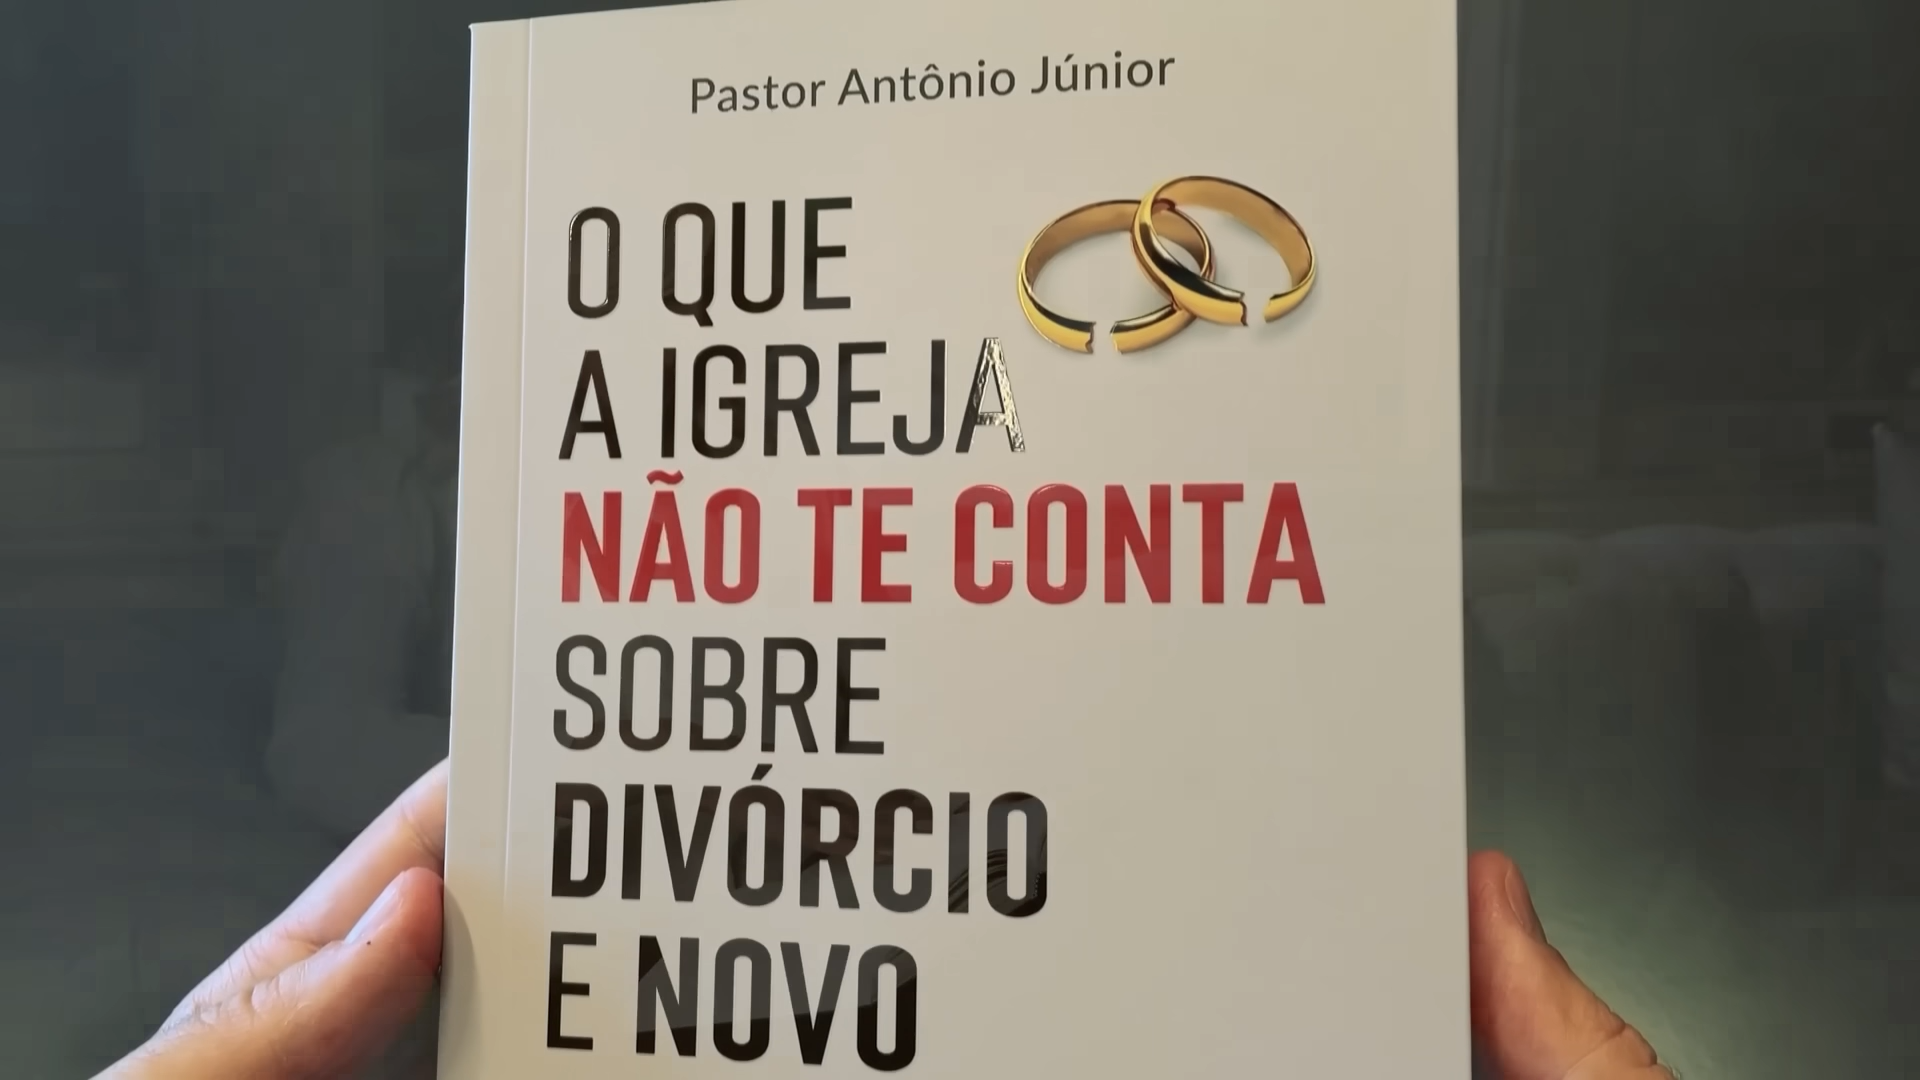 Pastor Antônio Júnior
O QUE
A IGREJA
NÃO TE CONTA
SOBRE
DIVÓRCIO
E NOVO